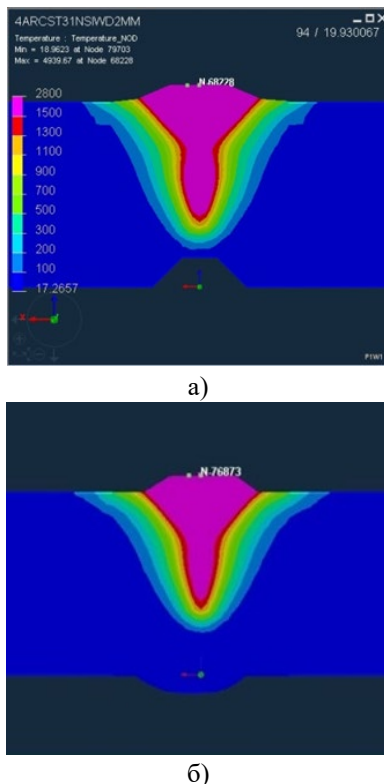 4ARCST31NSIWD2MM
Temperature : Temperature_NOD
Min = 18.9623 at Node 79703
Max = 4939.67 at Node 68228
94 / 19.930067
N 68228
2800
1500
1300
1100
900
700
500
300
200
100
17.2657
x
P1W1
а)
N 76873
б)